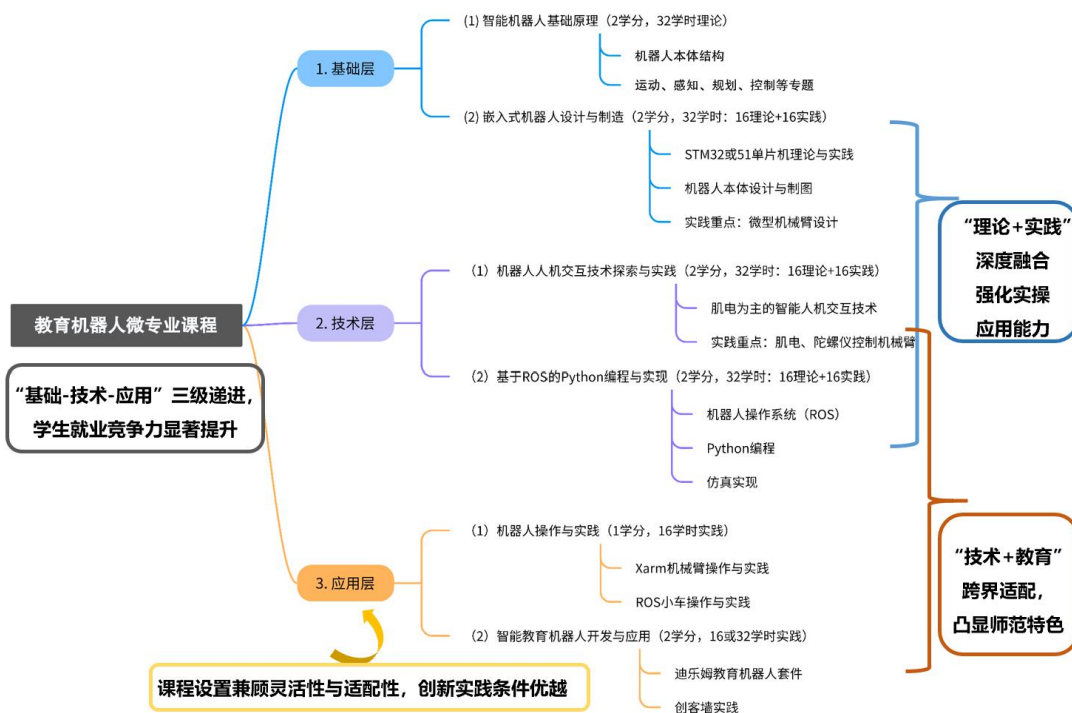 (1) 智能机器人基础原理（2学分，32学时理论）
机器人本体结构
1. 基础层
运动、感知、规划、控制等专题
(2) 嵌入式机器人设计与制造（2学分，32学时：16理论+16实践）
STM32或51单片机理论与实践
机器人本体设计与制图
实践重点：微型机械臂设计
“理论+实践”
深度融合
强化实操
应用能力
（1）机器人人机交互技术探索与实践（2学分，32学时：16理论+16实践）
肌电为主的智能人机交互技术
教育机器人微专业课程
2. 技术层
实践重点：肌电、陀螺仪控制机械臂
（2）基于ROS的Python编程与实现（2学分，32学时：16理论+16实践）
“基础-技术-应用”三级递进，
学生就业竞争力显著提升
机器人操作系统（ROS）
Python编程
仿真实现
（1）机器人操作与实践（1学分，16学时实践）
Xarm机械臂操作与实践
3. 应用层
ROS小车操作与实践
“技术+教育”
跨界适配，
凸显师范特色
（2）智能教育机器人开发与应用（2学分，16或32学时实践）
迪乐姆教育机器人套件
创客墙实践
课程设置兼顾灵活性与适配性，创新实践条件优越